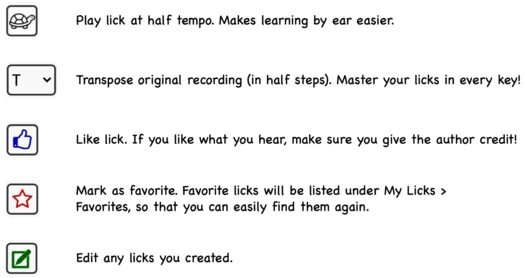 Play lick at half tempo. Makes learning by ear easier.
T
Transpose original recording (in half steps). Master your licks in every key!
Like lick. If you like what you hear, make sure you give the author credit!
Mark as favorite. Favorite licks will be listed under My Licks >
Favorites, so that you can easily find them again.
Edit any licks you created.